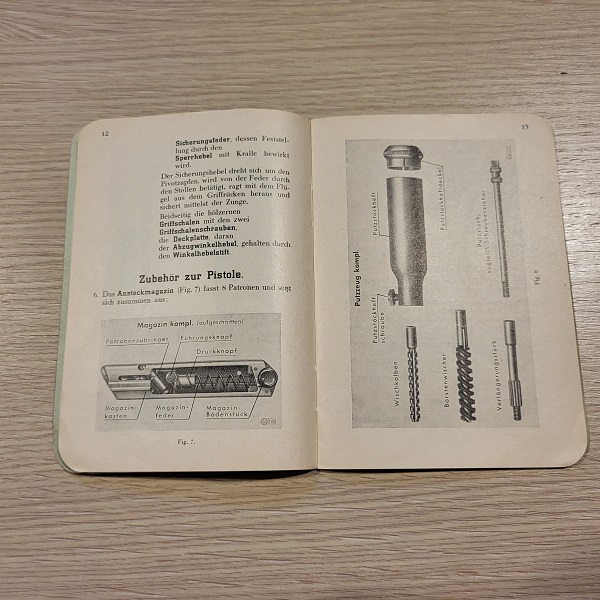 12
Sicherungsfeder, dessen Feststel-
lung durch den
Sperrhebel mit Kralle bewirkt
wird.
Der Sicherungshebel dreht sich um den
Pivotzapfen, wird von der Feder durch
den Stollen betätigt, ragt mit dem Flü-
gel aus dem Griffrücken heraus und
sichert mittelst der Zunge.
Beidseitig die hölzernen
Griffschalen mit den zwei
Griffschalenschrauben,
die Deckplatte, daran
der Abzugwinkelhebel, gehalten durch
den Winkelhebelstift.
Zubehör zur Pistole.
6. Das Ansteckmagazin (Fig. 7) fasst 8 Patronen und setzt
sich zusammen aus:
Magazin kompl. (aufgeschnitten)
Patronenzubringer
Führungsknopf
Druckknopf
Magazin-
kasten
Magazin-
feder
Magazin-
Bodenstück
Fig. 7.
13
Putzzeug kompl.
Putzstockheft
Putzstockheftdeckel
Putzstockheft-
schraube
Putzstock,
Wischkolben
Borstenwischer
Verlängerungsstück
Fig. 8